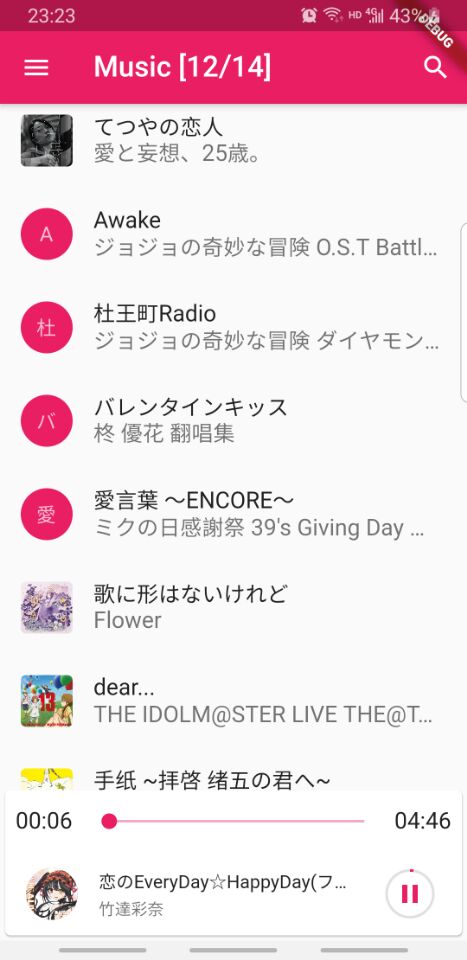 23:23
HD 4G 43%
DEBUG
Music [12/14]
てつやの恋人
愛と妄想、25歳。
A
Awake
ジョジョの奇妙な冒険 O.S.T Battl...
杜
杜王町Radio
ジョジョの奇妙な冒険 ダイヤモン...
バ
バレンタインキッス
柊 優花 翻唱集
愛
愛言葉 〜ENCORE〜
ミクの日感謝祭 39's Giving Day ...
歌に形はないけれど
Flower
13
dear...
THE IDOLM@STER LIVE THE@T...
手纸 ~拝啓 绪五の君へ~
00:06
04:46
恋のEveryDay☆HappyDay(フ...
竹達彩奈